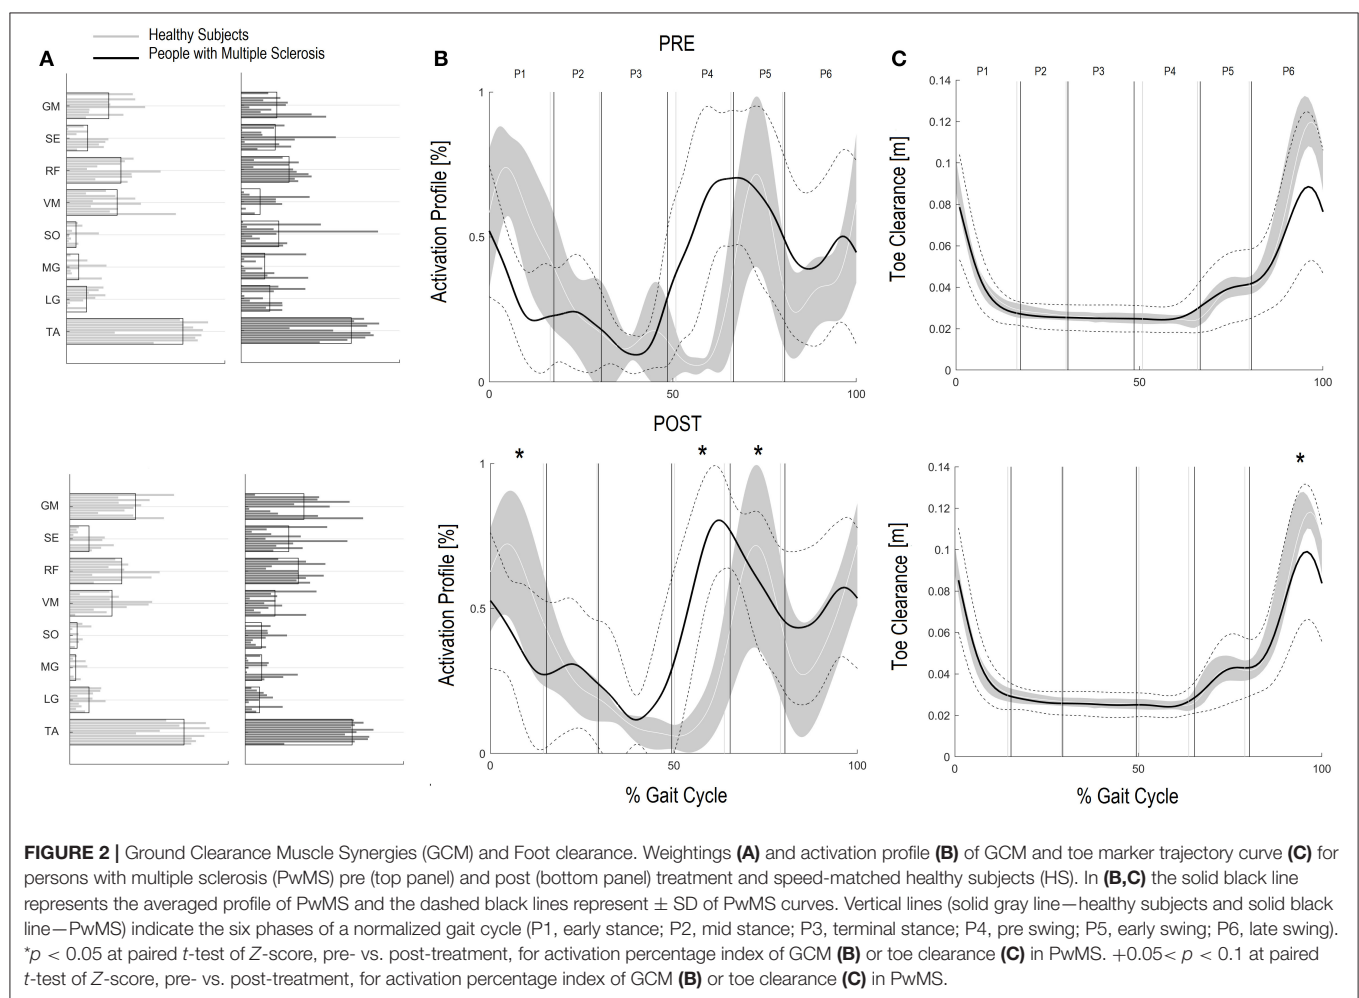 A
Healthy Subjects
People with Multiple Sclerosis
GM
SE
RF
VM
SO
MG
LG
TA
B
PRE
P1 P2 P3 P4 P5 P6
Activation Profile [%]
1
0.5
0
0 50 100
C
P1 P2 P3 P4 P5 P6
Toe Clearance [m]
0.14
0.12
0.1
0.08
0.06
0.04
0.02
0
0 50 100
POST
GM
SE
RF
VM
SO
MG
LG
TA
* * *
Activation Profile [%]
1
0.5
0
0 50 100
% Gait Cycle
*
Toe Clearance [m]
0.14
0.12
0.1
0.08
0.06
0.04
0.02
0
0 50 100
% Gait Cycle
FIGURE 2 | Ground Clearance Muscle Synergies (GCM) and Foot clearance. Weightings (A) and activation profile (B) of GCM and toe marker trajectory curve (C) for
persons with multiple sclerosis (PwMS) pre (top panel) and post (bottom panel) treatment and speed-matched healthy subjects (HS). In (B,C) the solid black line
represents the averaged profile of PwMS and the dashed black lines represent ± SD of PwMS curves. Vertical lines (solid gray line—healthy subjects and solid black
line—PwMS) indicate the six phases of a normalized gait cycle (P1, early stance; P2, mid stance; P3, terminal stance; P4, pre swing; P5, early swing; P6, late swing).
*p < 0.05 at paired t-test of Z-score, pre- vs. post-treatment, for activation percentage index of GCM (B) or toe clearance (C) in PwMS. +0.05< p < 0.1 at paired
t-test of Z-score, pre- vs. post-treatment, for activation percentage index of GCM (B) or toe clearance (C) in PwMS.